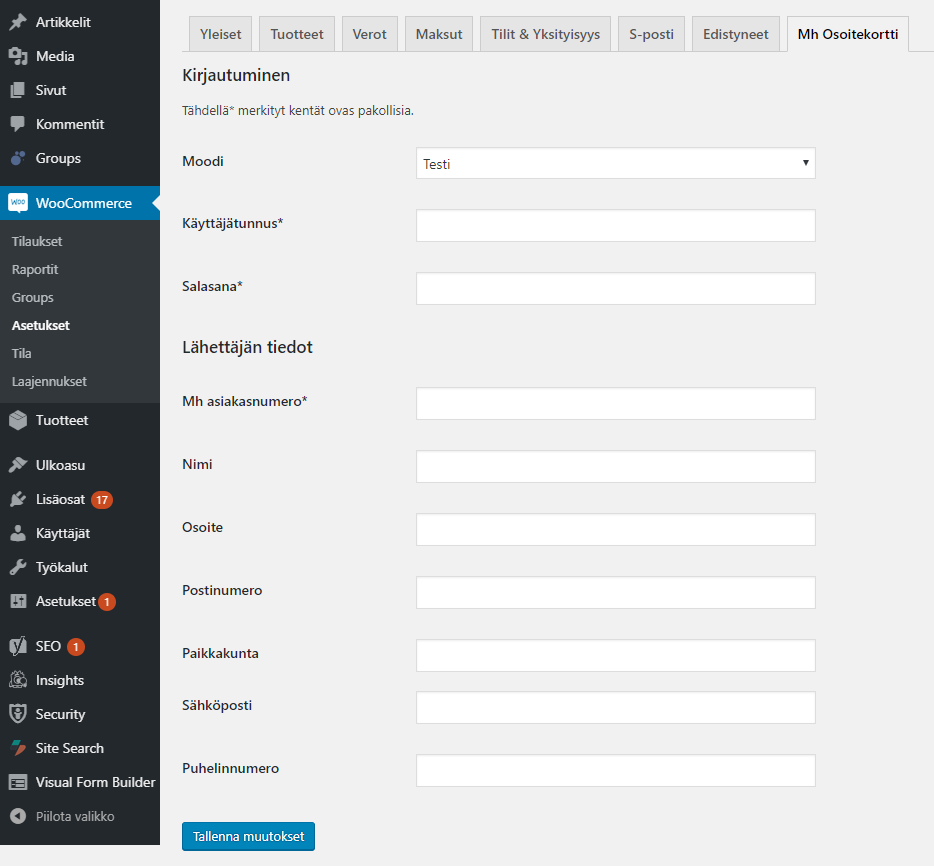 Artikkelit
Media
Sivut
Kommentit
Groups
WOO WooCommerce
Tilaukset
Raportit
Groups
Asetukset
Tila
Laajennukset
Tuotteet
Ulkoasu
Lisäosat 17
Käyttäjät
Työkalut
Asetukset 1
SEO 1
Insights
Security
Site Search
Visual Form Builder
Piilota valikko
Yleiset Tuotteet Verot Maksut Tilit & Yksityisyys S-posti Edistyneet Mh Osoitekortti
Kirjautuminen
Tähdellä* merkityt kentät ovas pakollisia.
Moodi Testi
Käyttäjätunnus*
Salasana*
Lähettäjän tiedot
Mh asiakasnumero*
Nimi
Osoite
Postinumero
Paikkakunta
Sähköposti
Puhelinnumero
Tallenna muutokset